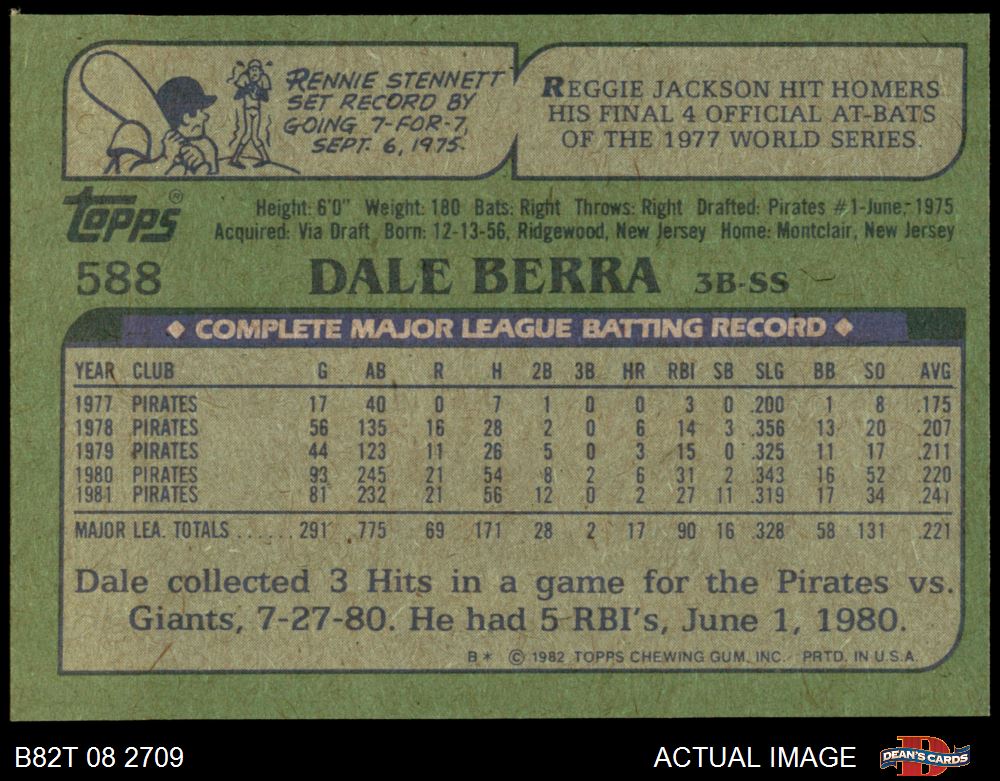 RENNIE STENNETT
SET RECORD BY
GOING 7-FOR-7,
SEPT. 6, 1975.
REGGIE JACKSON HIT HOMERS
HIS FINAL 4 OFFICIAL AT-BATS
OF THE 1977 WORLD SERIES.
Topps®
Height: 6'0" Weight: 180 Bats: Right Throws: Right Drafted: Pirates #1-June, 1975
Acquired: Via Draft Born: 12-13-56, Ridgewood, New Jersey Home: Montclair, New Jersey
588 DALE BERRA 3B-SS
◆ COMPLETE MAJOR LEAGUE BATTING RECORD ◆
YEAR CLUB G AB R H 2B 3B HR RBI SB SLG BB SO AVG
1977 PIRATES 17 40 0 7 1 0 0 3 0 .200 1 8 .175
1978 PIRATES 56 135 16 28 2 0 6 14 3 .356 13 20 .207
1979 PIRATES 44 123 11 26 5 0 3 15 0 .325 11 17 .211
1980 PIRATES 93 245 21 54 8 2 6 31 2 .343 16 52 .220
1981 PIRATES 81 232 21 56 12 0 2 27 11 .319 17 34 .241
MAJOR LEA. TOTALS ...... 291 775 69 171 28 2 17 90 16 .328 58 131 .221
Dale collected 3 Hits in a game for the Pirates vs.
Giants, 7-27-80. He had 5 RBI's, June 1, 1980.
B* © 1982 TOPPS CHEWING GUM, INC. PRTD. IN U.S.A.
B82T 08 2709 ACTUAL IMAGE DEAN'S CARDS